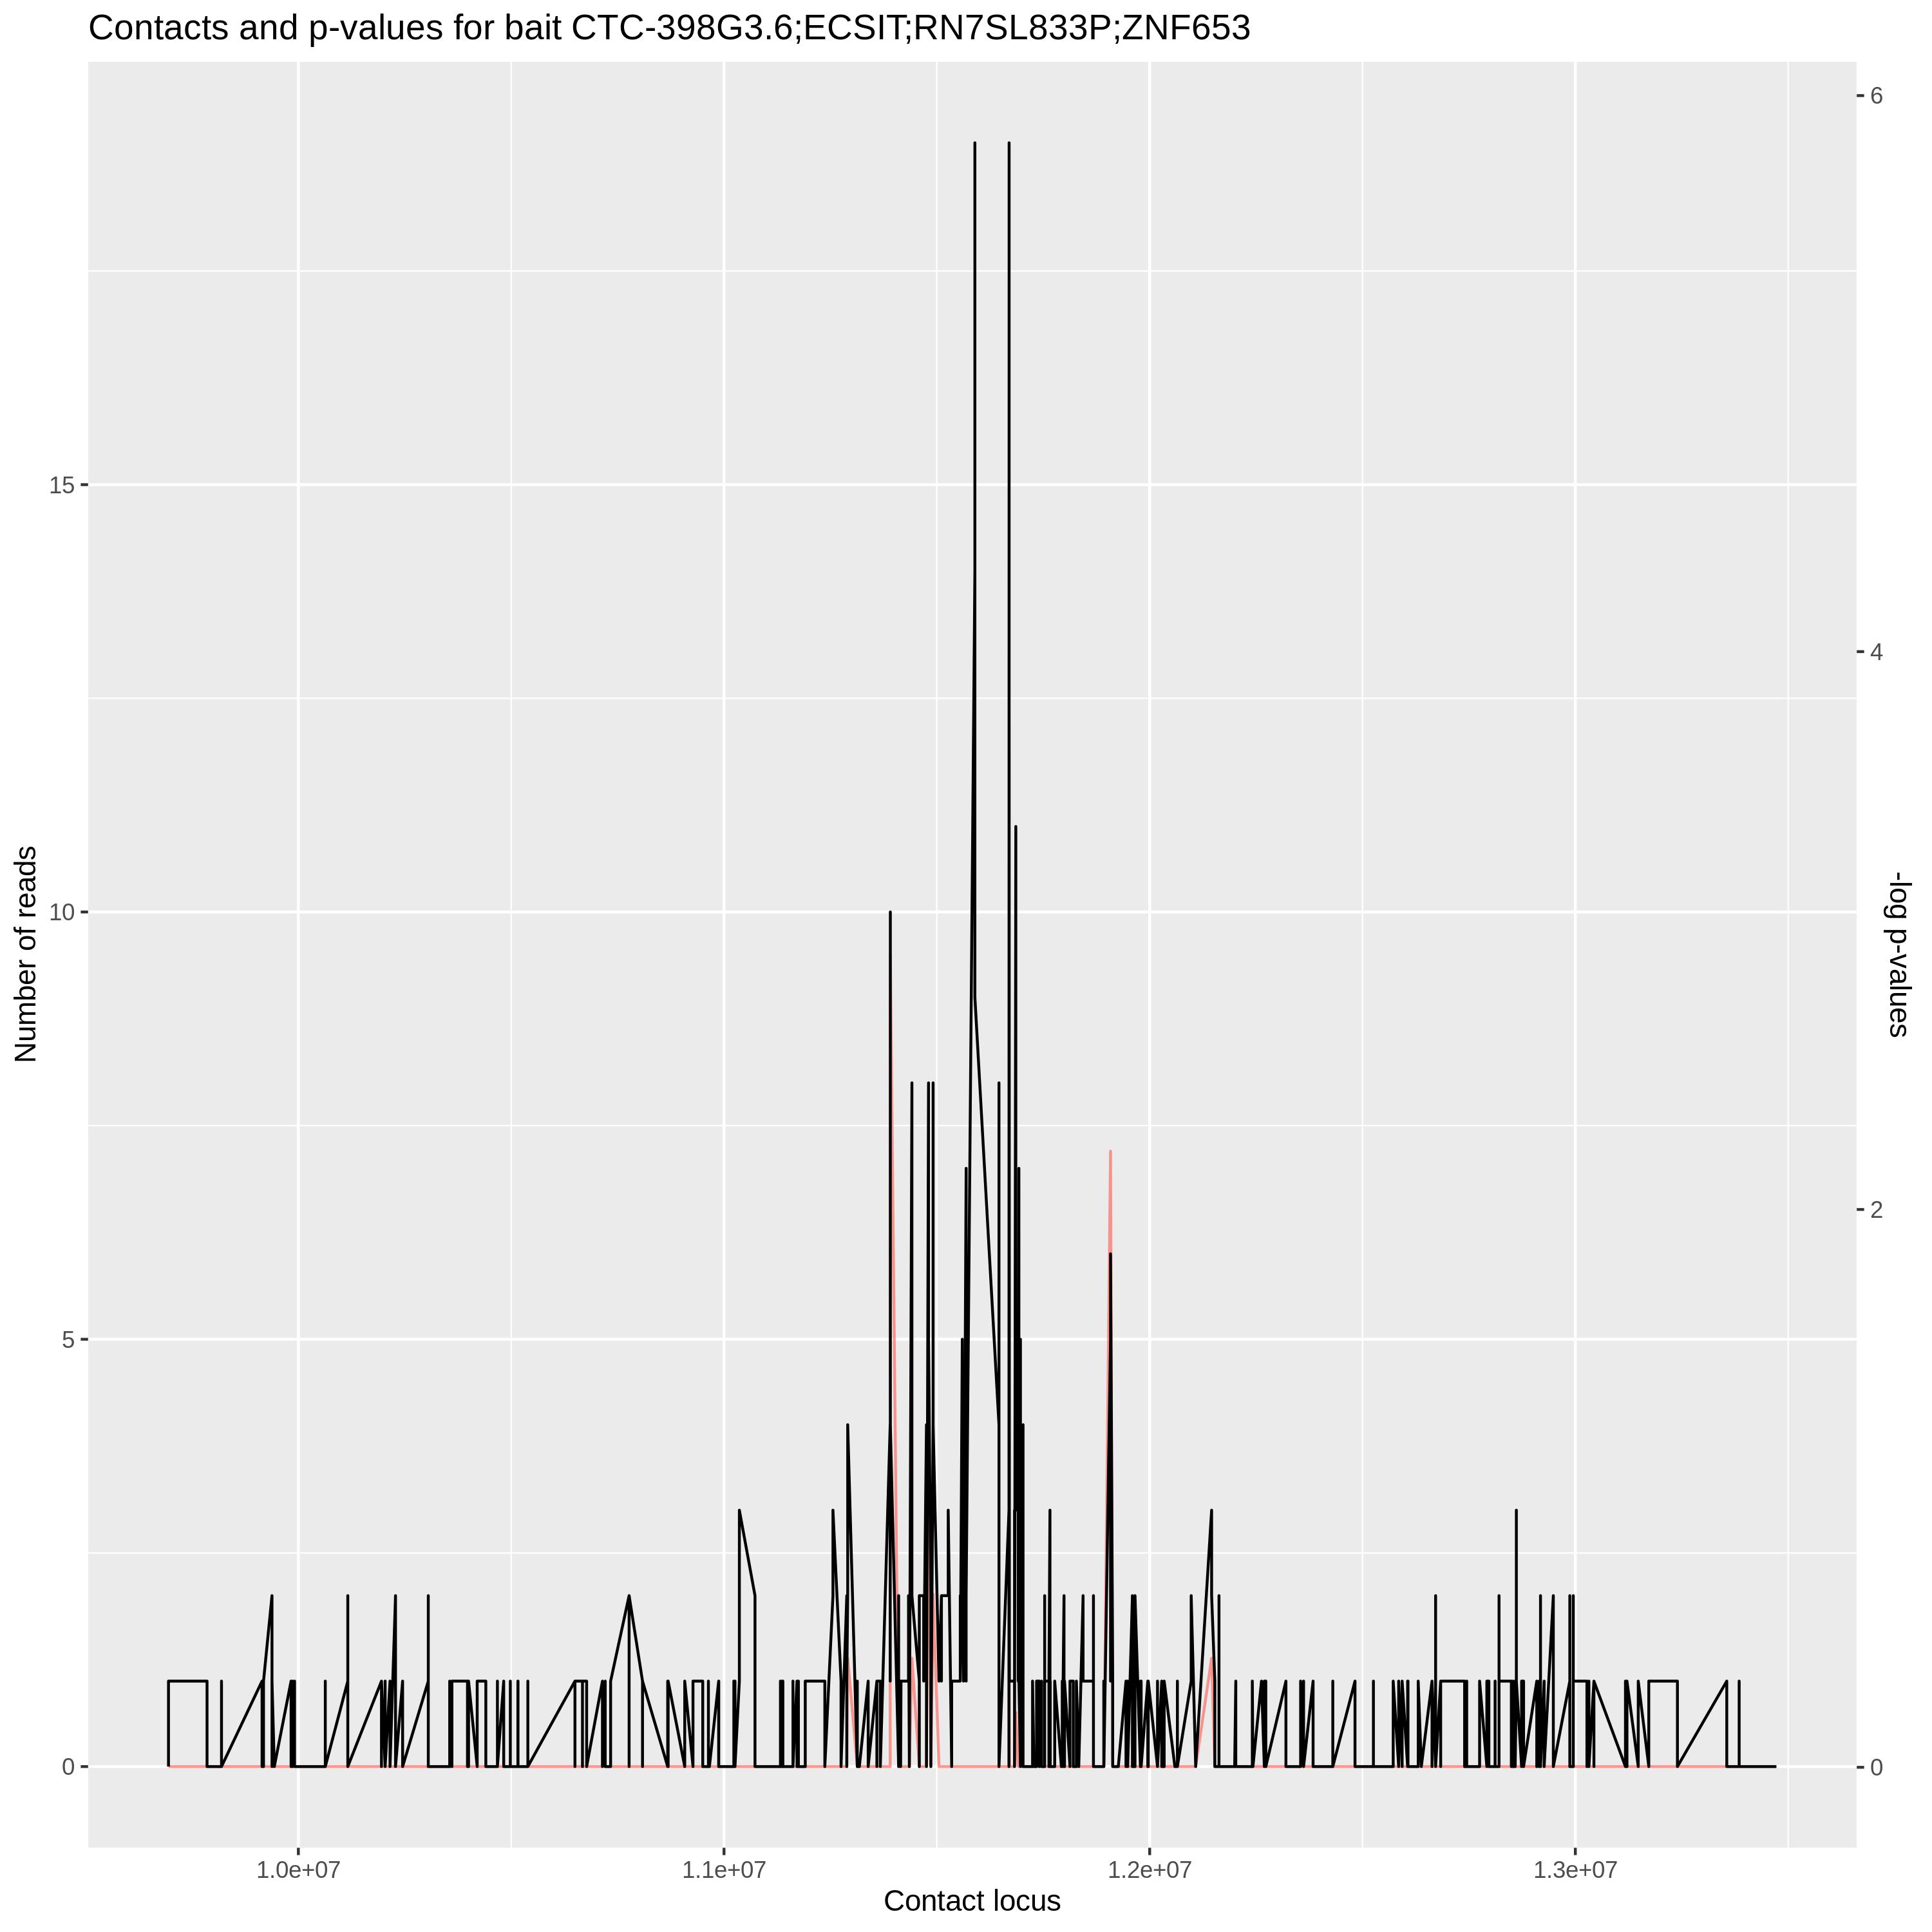 Contacts and p-values for bait CTC-398G3.6;ECSIT;RN7SL833P;ZNF653
Number of reads
15
10
5
0
6
4
2
0
-log p-values
1.0e+07 1.1e+07 1.2e+07 1.3e+07
Contact locus